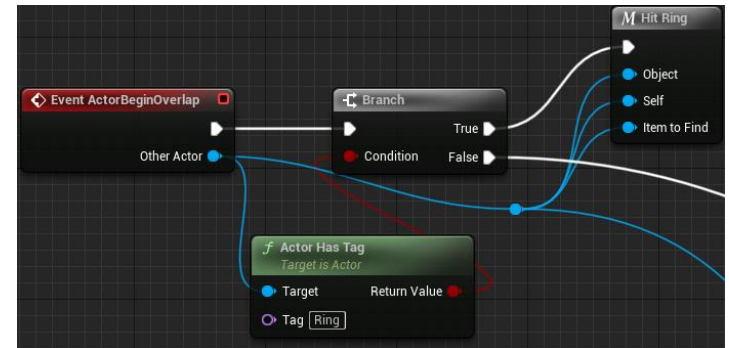 M Hit Ring
Object
Self
Item to Find
Event ActorBeginOverlap
Other Actor
Branch
True
Condition False
f Actor Has Tag
Target is Actor
Target Return Value
Tag Ring